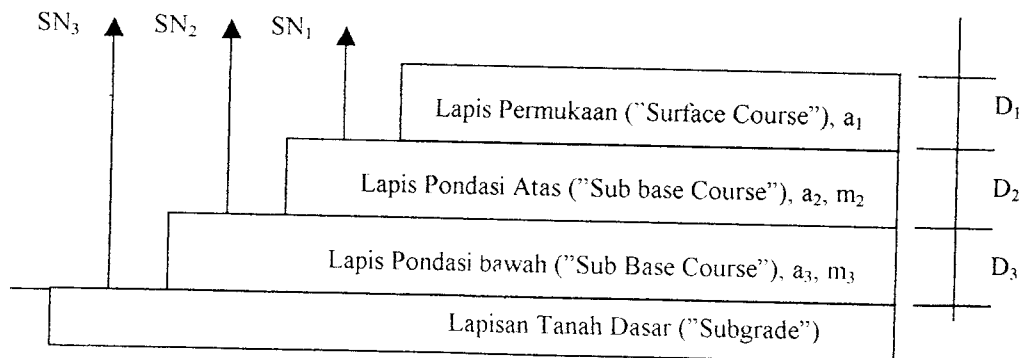 SN₃ SN₂ SN₁
Lapis Permukaan ("Surface Course"), a₁ D₁
Lapis Pondasi Atas ("Sub base Course"), a₂, m₂ D₂
Lapis Pondasi bawah ("Sub Base Course"), a₃, m₃ D₃
Lapisan Tanah Dasar ("Subgrade")